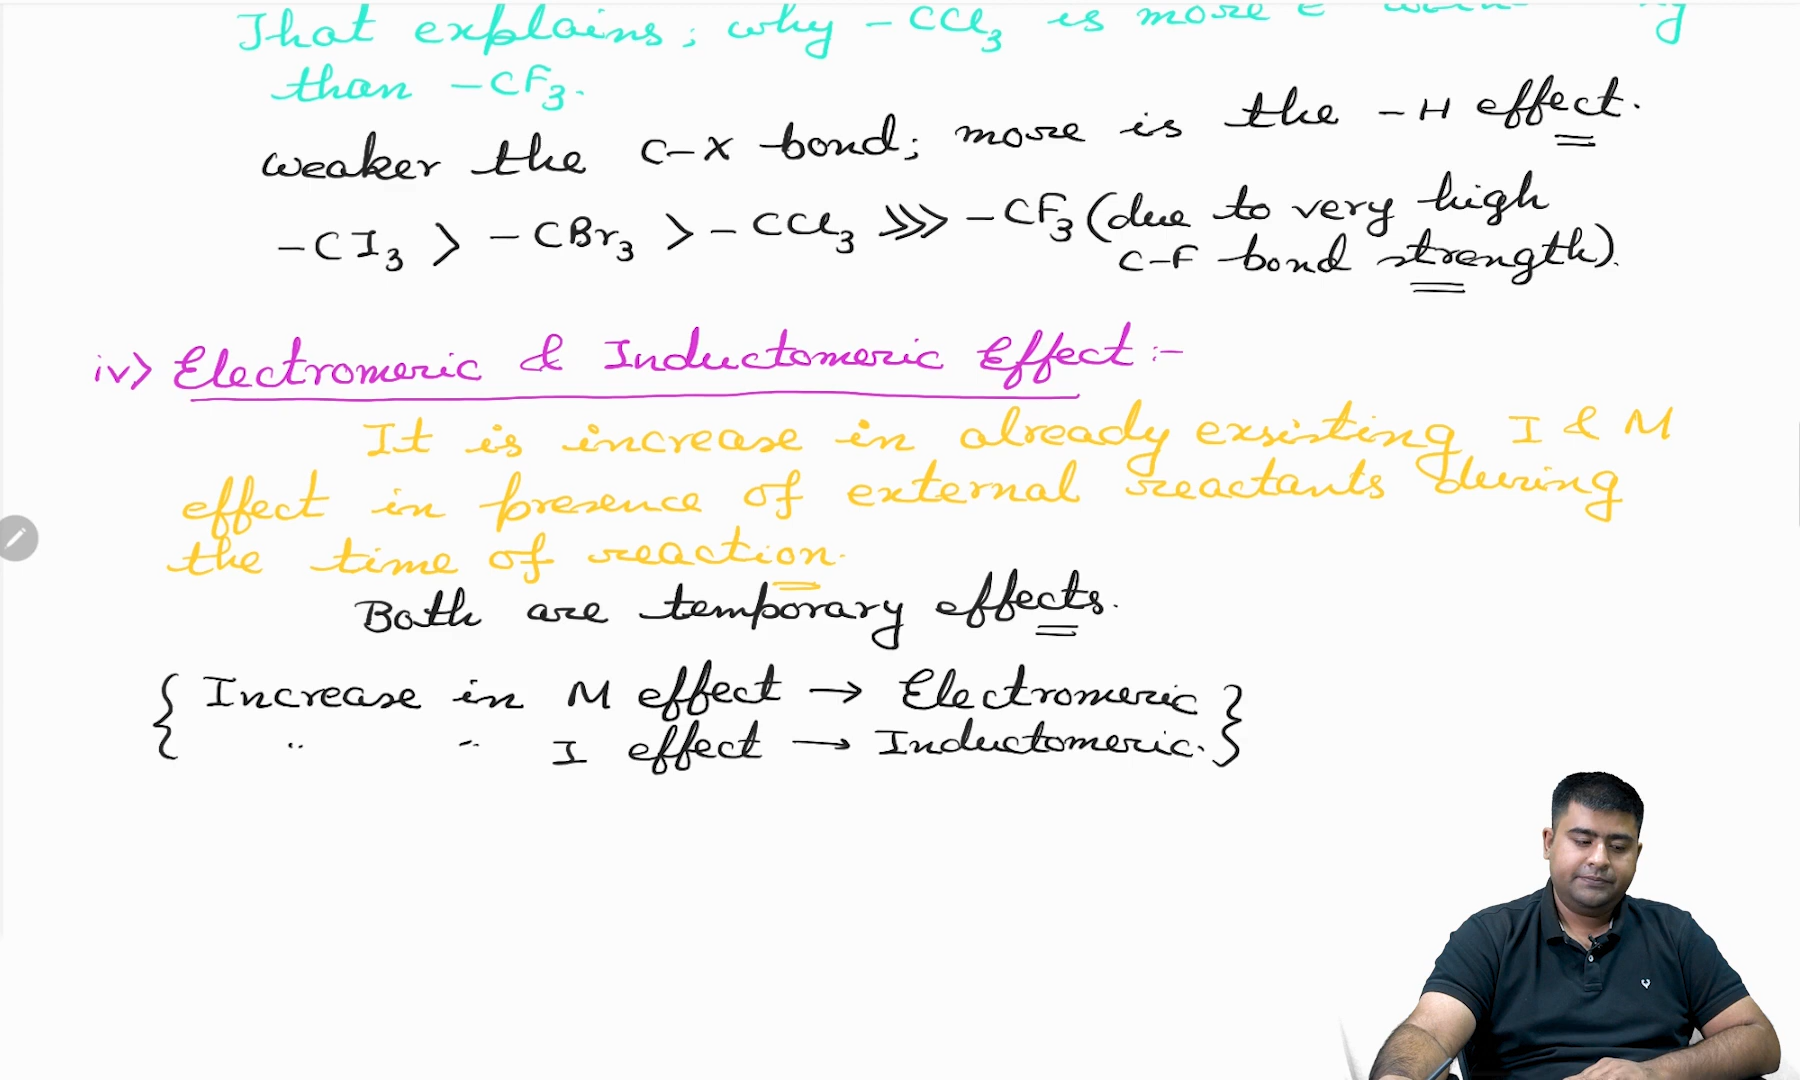 That explains; why -CCl₃ is more
than -CF₃.
weaker the C-X bond; more is the -H effect.
-CI₃ > -CBr₃ > -CCl₃ >>> -CF₃ (due to very high
C-F bond strength).
iv) Electromeric & Inductomeric Effect :-
It is increase in already exsisting I & M
effect in presence of external reactants during
the time of reaction.
Both are temporary effects.
{ Increase in M effect → Electromeric }
" " I effect → Inductomeric.